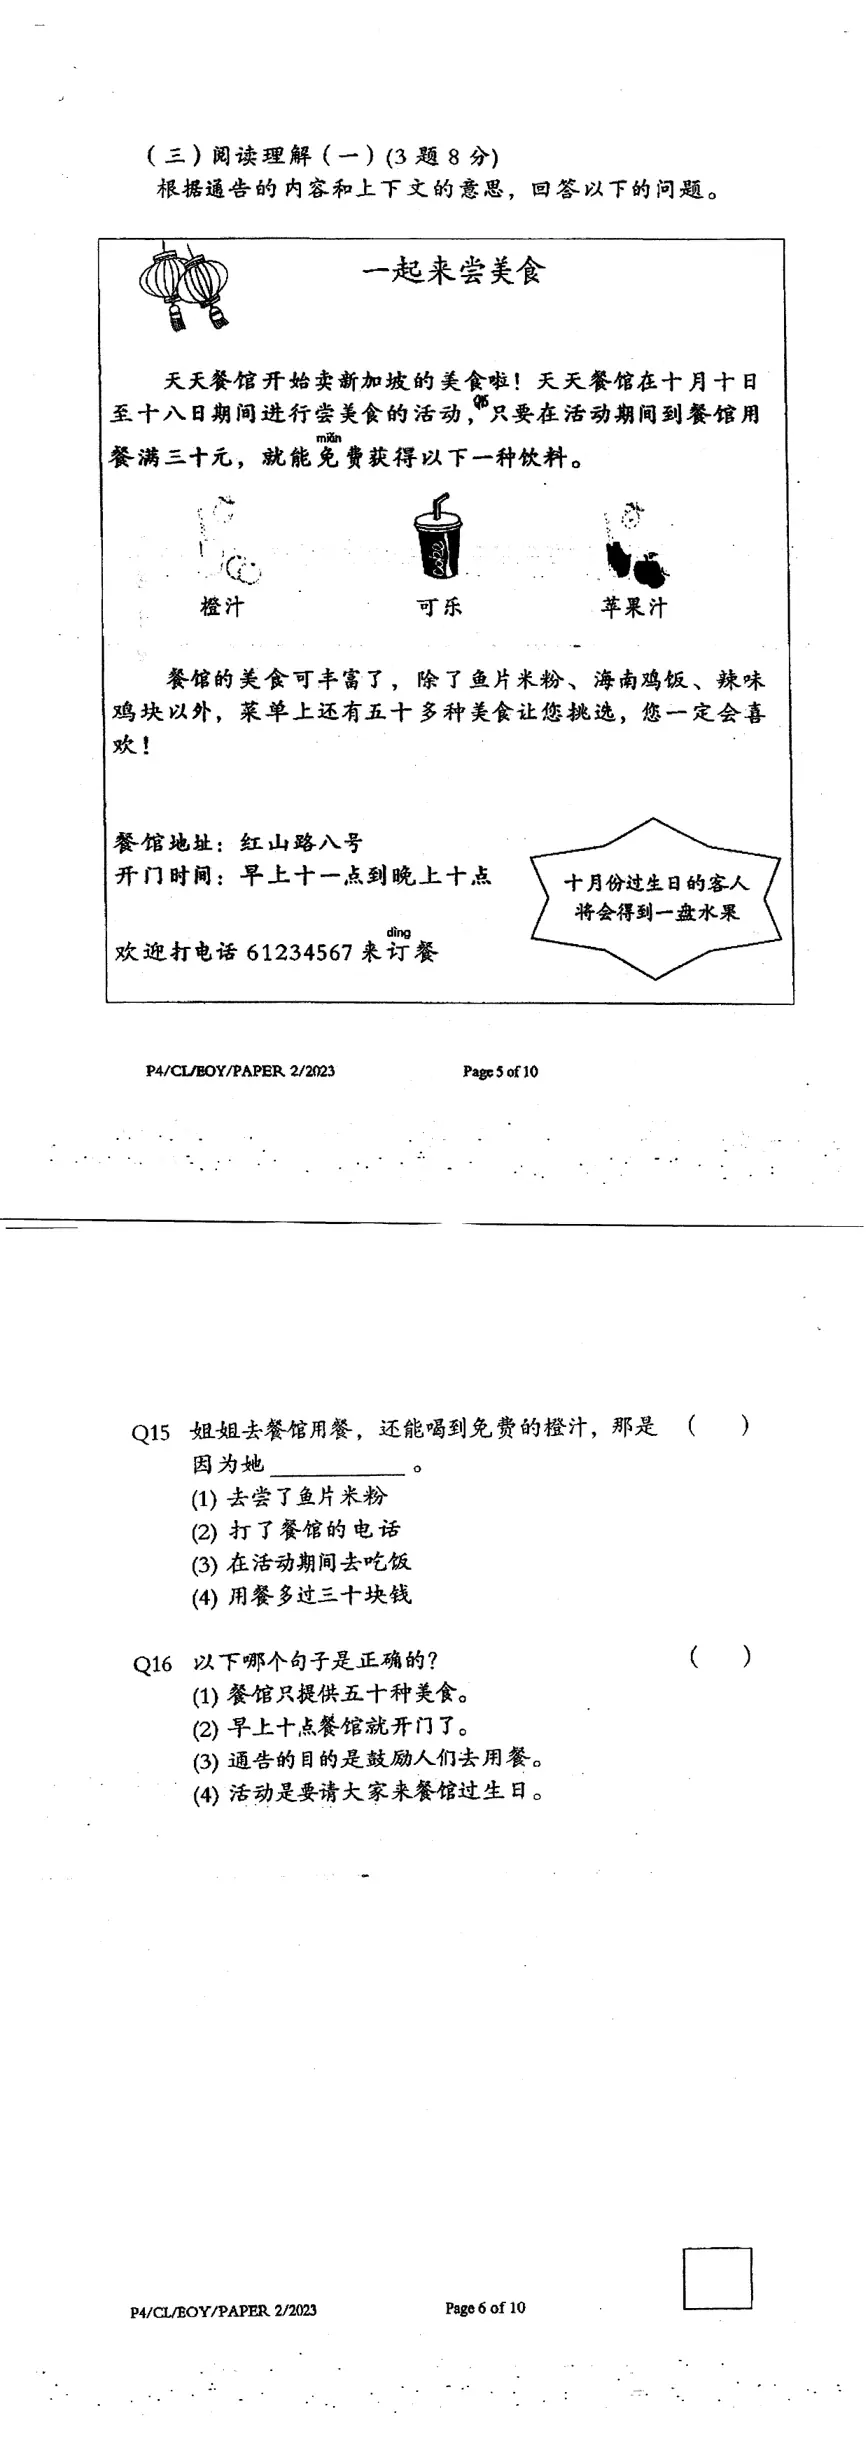 （三）阅读理解（一）(3 题 8 分)
根据通告的内容和上下文的意思，回答以下的问题。
一起来尝美食
天天餐馆开始卖新加坡的美食啦！天天餐馆在十月十日
至十八日期间进行尝美食的活动，只要在活动期间到餐馆用
miǎn
餐满三十元，就能免费获得以下一种饮料。
coke
橙汁 可乐 苹果汁
餐馆的美食可丰富了，除了鱼片米粉、海南鸡饭、辣味
鸡块以外，菜单上还有五十多种美食让您挑选，您一定会喜
欢！
餐馆地址：红山路八号
开门时间：早上十一点到晚上十点
十月份过生日的客人
将会得到一盘水果
dìng
欢迎打电话 61234567 来订餐
P4/CL/EOY/PAPER 2/2023 Page 5 of 10
Q15 姐姐去餐馆用餐，还能喝到免费的橙汁，那是 （ ）
因为她 ___________ 。
(1) 去尝了鱼片米粉
(2) 打了餐馆的电话
(3) 在活动期间去吃饭
(4) 用餐多过三十块钱
Q16 以下哪个句子是正确的？ （ ）
(1) 餐馆只提供五十种美食。
(2) 早上十点餐馆就开门了。
(3) 通告的目的是鼓励人们去用餐。
(4) 活动是要请大家来餐馆过生日。
P4/CL/EOY/PAPER 2/2023 Page 6 of 10